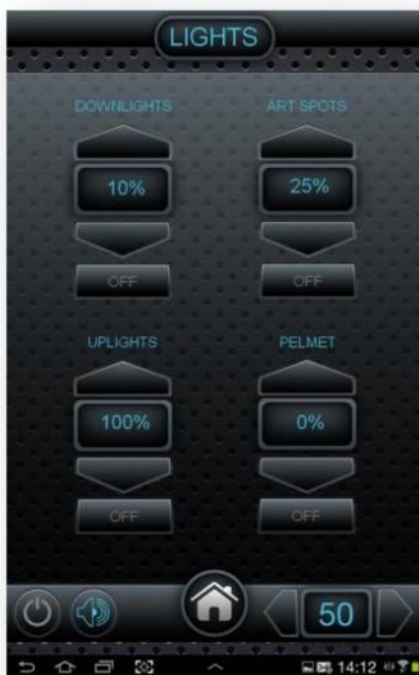 LIGHTS
DOWNLIGHTS ART SPOTS
10% 25%
OFF OFF
UPLIGHTS PELMET
100% 0%
OFF OFF
50
14:12